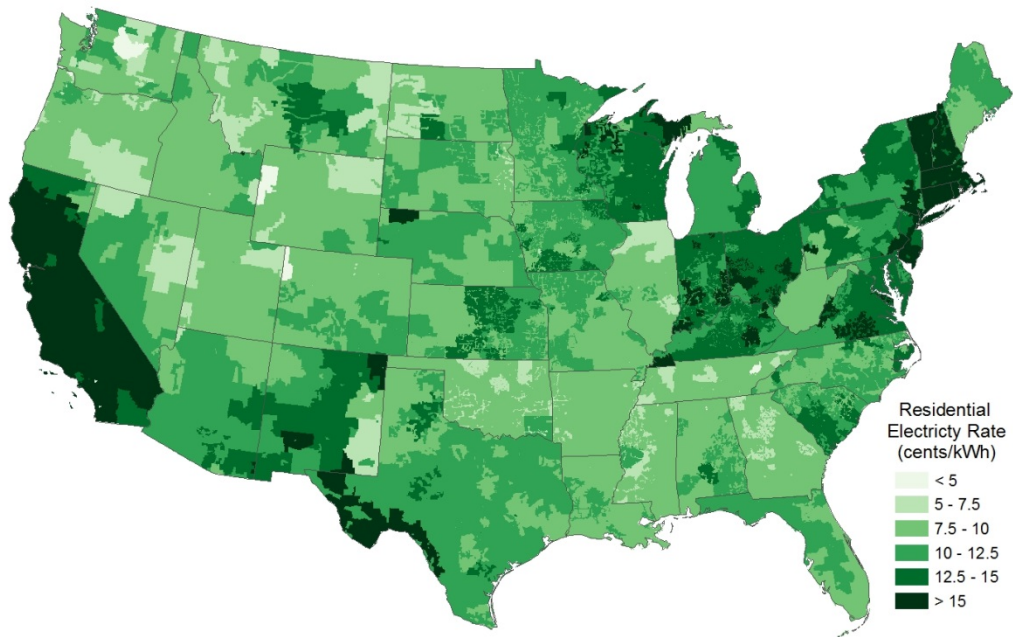 Residential
Electricty Rate
(cents/kWh)
< 5
5 - 7.5
7.5 - 10
10 - 12.5
12.5 - 15
> 15